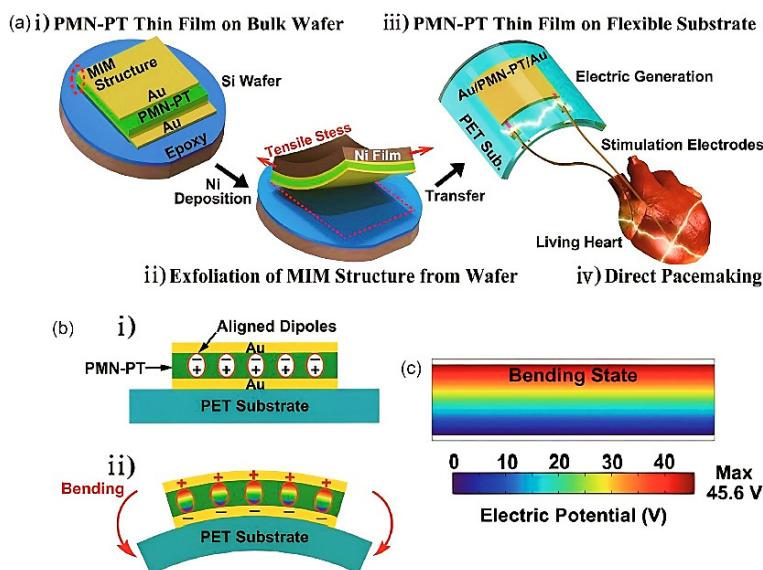 (a) i) PMN-PT Thin Film on Bulk Wafer
MIM
Structure
Au
PMN-PT
Au
Epoxy
Si Wafer
Ni
Deposition
Tensile Stess
Ni Film
Transfer
ii) Exfoliation of MIM Structure from Wafer
iii) PMN-PT Thin Film on Flexible Substrate
Au/PMN-PT/Au
PET Sub.
Electric Generation
Stimulation Electrodes
Living Heart
iv) Direct Pacemaking
(b) i)
Aligned Dipoles
Au
PMN-PT
− − − − −
+ + + + +
Au
PET Substrate
ii)
Bending
+ + + + +
− − − − −
PET Substrate
(c)
Bending State
0 10 20 30 40
Max
45.6 V
Electric Potential (V)